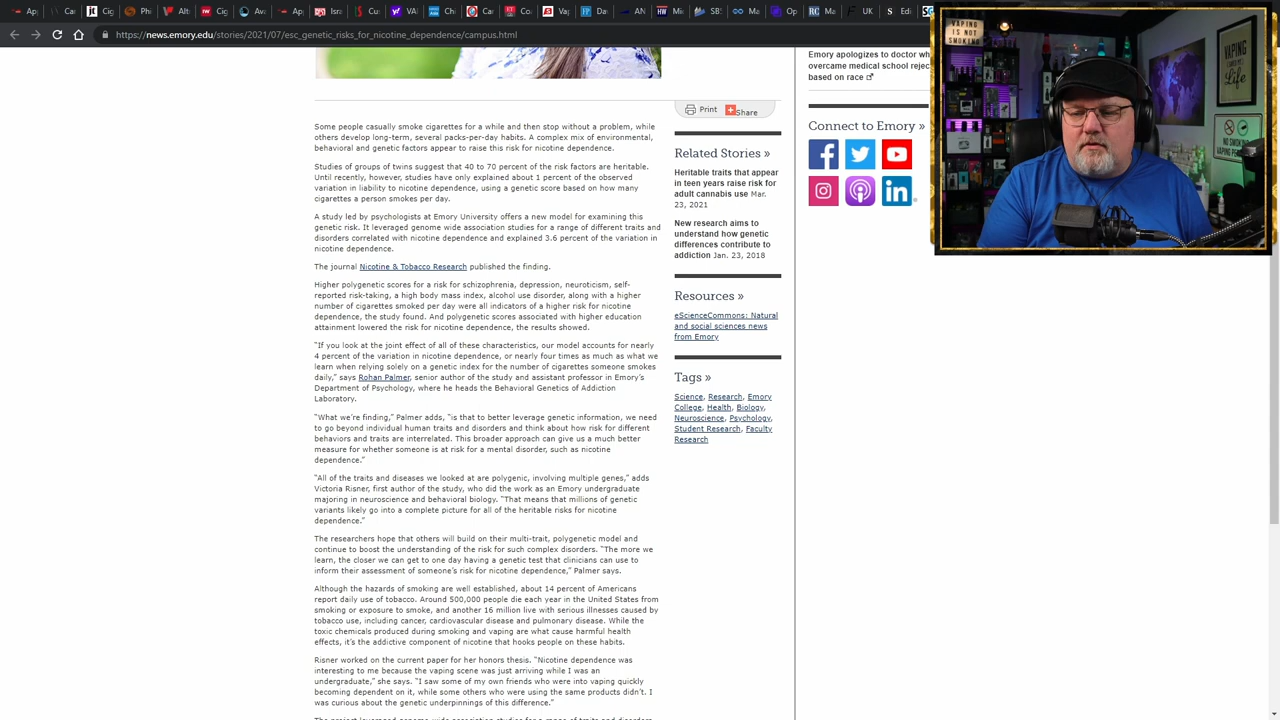 Ap
Car
Cig
Phi
Alt
Cig
S
Cu
VA
Ne
Ch
Car
Cou
Va
Da
Mi
SB
Ma
Op
Ma
UK
https://news.emory.edu/stories/2021/07/esc_genetic_risks_for_nicotine_dependence/campus.html
Print
Share
Some people casually smoke cigarettes for a while and then stop without a problem, while
others develop long-term, several packs-per-day habits. A complex mix of environmental,
behavioral and genetic factors appear to raise this risk for nicotine dependence.
Studies of groups of twins suggest that 40 to 70 percent of the risk factors are heritable.
Until recently, however, studies have only explained about 1 percent of the observed
variation in liability to nicotine dependence, using a genetic score based on how many
cigarettes a person smokes per day.
A study led by psychologists at Emory University offers a new model for examining this
genetic risk. It leveraged genome wide association studies for a range of different traits and
disorders correlated with nicotine dependence and explained 3.6 percent of the variation in
nicotine dependence.
The journal Nicotine & Tobacco Research published the finding.
Higher polygenetic scores for a risk for schizophrenia, depression, neuroticism, self-
reported risk-taking, a high body mass index, alcohol use disorder, along with a higher
number of cigarettes smoked per day were all indicators of a higher risk for nicotine
dependence, the study found. And polygenetic scores associated with higher education
attainment lowered the risk for nicotine dependence, the results showed.
“If you look at the joint effect of all of these characteristics, our model accounts for nearly
4 percent of the variation in nicotine dependence, or nearly four times as much as what we
learn when relying solely on a genetic index for the number of cigarettes someone smokes
daily,” says Rohan Palmer, senior author of the study and assistant professor in Emory’s
Department of Psychology, where he heads the Behavioral Genetics of Addiction
Laboratory.
“What we’re finding,” Palmer adds, “is that to better leverage genetic information, we need
to go beyond individual human traits and disorders and think about how risk for different
behaviors and traits are interrelated. This broader approach can give us a much better
measure for whether someone is at risk for a mental disorder, such as nicotine
dependence.”
“All of the traits and diseases we looked at are polygenic, involving multiple genes,” adds
Victoria Risner, first author of the study, who did the work as an Emory undergraduate
majoring in neuroscience and behavioral biology. “That means that millions of genetic
variants likely go into a complete picture for all of the heritable risks for nicotine
dependence.”
The researchers hope that others will build on their multi-trait, polygenetic model and
continue to boost the understanding of the risk for such complex disorders. “The more we
learn, the closer we can get to one day having a genetic test that clinicians can use to
inform their assessment of someone’s risk for nicotine dependence,” Palmer says.
Although the hazards of smoking are well established, about 14 percent of Americans
report daily use of tobacco. Around 500,000 people die each year in the United States from
smoking or exposure to smoke, and another 16 million live with serious illnesses caused by
tobacco use, including cancer, cardiovascular disease and pulmonary disease. While the
toxic chemicals produced during smoking and vaping are what cause harmful health
effects, it’s the addictive component of nicotine that hooks people on these habits.
Risner worked on the current paper for her honors thesis. “Nicotine dependence was
interesting to me because the vaping scene was just arriving while I was an
undergraduate,” she says. “I saw some of my own friends who were into vaping quickly
becoming dependent on it, while some others who were using the same products didn’t. I
was curious about the genetic underpinnings of this difference.”
Related Stories »
Heritable traits that appear
in teen years raise risk for
adult cannabis use Mar.
23, 2021
New research aims to
understand how genetic
differences contribute to
addiction Jan. 23, 2018
Resources »
eScienceCommons: Natural
and social sciences news
from Emory
Tags »
Science, Research, Emory
College, Health, Biology,
Neuroscience, Psychology,
Student Research, Faculty
Research
Emory apologizes to doctor wh
overcame medical school rejec
based on race
Connect to Emory »
VAPING
IS NOT
SMOKING
VAPING
Life
NO SMOK
VAPING